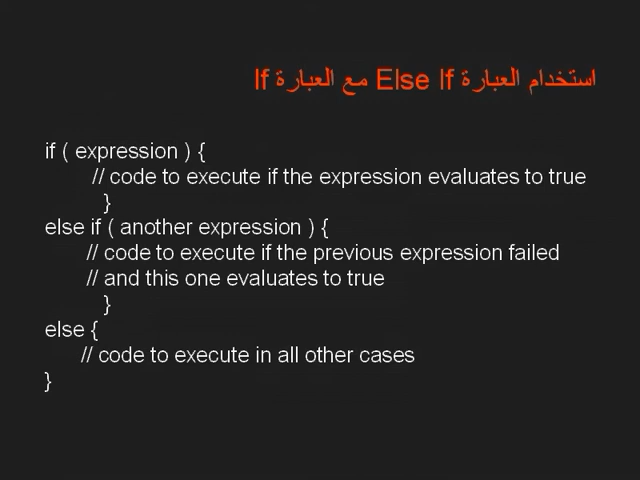 استخدام العبارة Else If مع العبارة If
if ( expression ) {
// code to execute if the expression evaluates to true
}
else if ( another expression ) {
// code to execute if the previous expression failed
// and this one evaluates to true
}
else {
// code to execute in all other cases
}